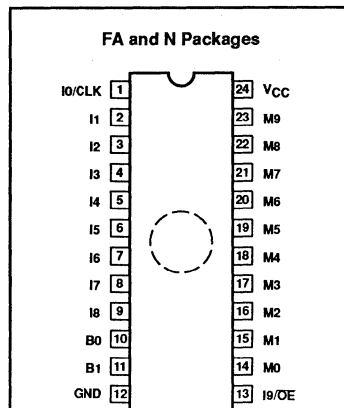 FA and N Packages
I0/CLK 1 24 VCC
I1 2 23 M9
I2 3 22 M8
I3 4 21 M7
I4 5 20 M6
I5 6 19 M5
I6 7 18 M4
I7 8 17 M3
I8 9 16 M2
B0 10 15 M1
B1 11 14 M0
GND 12 13 I9/O̅E̅